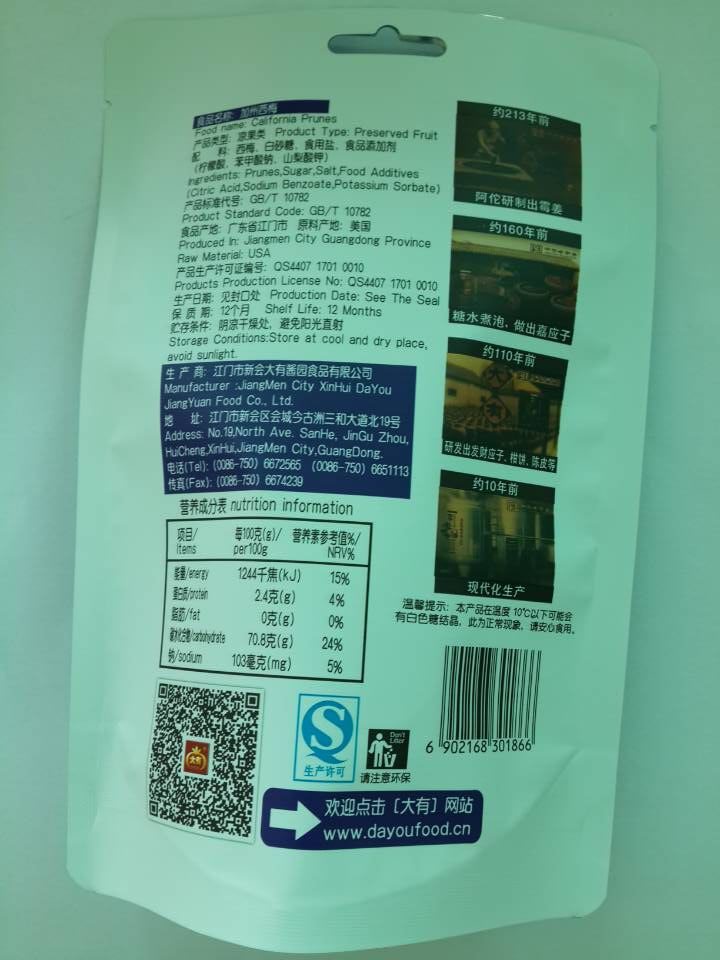 食品名称: 加州西梅
Food name: California Prunes
产品类型: 凉果类 Product Type: Preserved Fruit
配 料: 西梅、白砂糖、食用盐、食品添加剂
(柠檬酸、苯甲酸钠、山梨酸钾)
Ingredients: Prunes,Sugar,Salt,Food Additives
(Citric Acid,Sodium Benzoate,Potassium Sorbate)
产品标准代号: GB/T 10782
Product Standard Code: GB/T 10782
食品产地: 广东省江门市 原料产地: 美国
Produced In: Jiangmen City Guangdong Province
Raw Material: USA
产品生产许可证编号: QS4407 1701 0010
Products Production License No: QS4407 1701 0010
生产日期: 见封口处 Production Date: See The Seal
保 质 期: 12个月 Shelf Life: 12 Months
贮存条件: 阴凉干燥处, 避免阳光直射
Storage Conditions:Store at cool and dry place,
avoid sunlight.
生 产 商: 江门市新会大有酱园食品有限公司
Manufacturer :JiangMen City XinHui DaYou
JiangYuan Food Co., Ltd.
地 址: 江门市新会区会城今古洲三和大道北19号
Address: No.19,North Ave. SanHe, JinGu Zhou,
HuiCheng,XinHui,JiangMen City,GuangDong.
电话(Tel): (0086-750) 6672565 (0086-750) 6651113
传真(Fax): (0086-750) 6674239
营养成分表 nutrition information
项目/ 每100克(g)/ 营养素参考值%/
Items per100g NRV%
能量/energy 1244千焦(kJ) 15%
蛋白质/protein 2.4克(g) 4%
脂肪/fat 0克(g) 0%
碳水化合物/carbohydrate 70.8克(g) 24%
钠/sodium 103毫克(mg) 5%
约213年前
阿佗研制出霉姜
约160年前
糖水煮泡、做出嘉应子
约110年前
大有
研发出发财应子、柑饼、陈皮等
约10年前
现代化生产
温馨提示: 本产品在温度 10℃以下可能会
有白色糖结晶, 此为正常现象, 请安心食用。
6 902168 301866
大有
S
生产许可
Don't
Litter
请注意环保
欢迎点击〔大有〕网站
www.dayoufood.cn